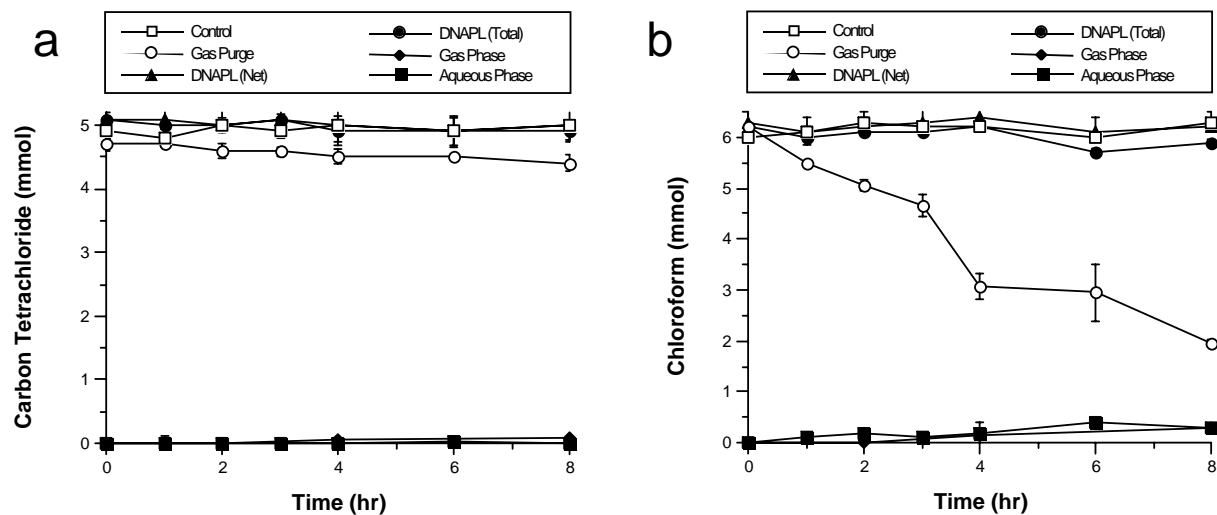 a
Control
Gas Purge
DNAPL (Net)
DNAPL (Total)
Gas Phase
Aqueous Phase
Carbon Tetrachloride (mmol)
5
4
3
2
1
0
0
2
4
6
8
Time (hr)
b
Control
Gas Purge
DNAPL (Net)
DNAPL (Total)
Gas Phase
Aqueous Phase
Chloroform (mmol)
6
5
4
3
2
1
0
0
2
4
6
8
Time (hr)